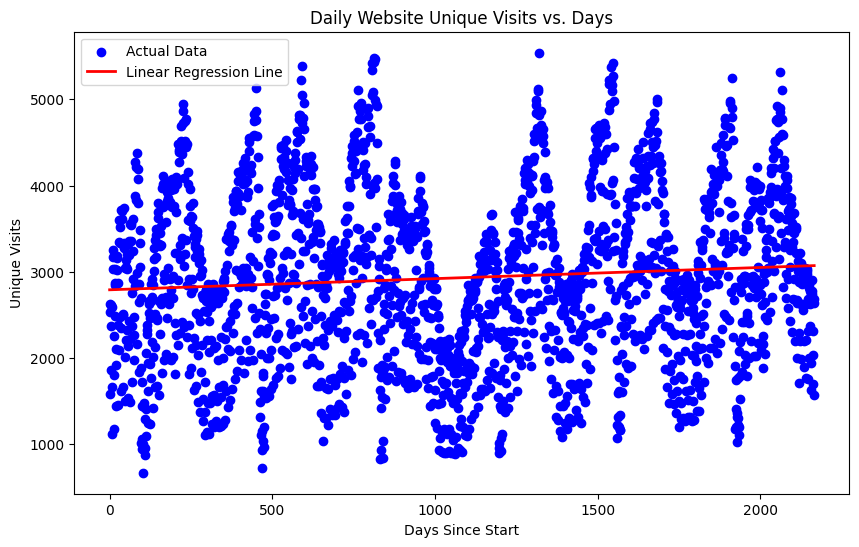 Daily Website Unique Visits vs. Days
Actual Data
Linear Regression Line
Unique Visits
5000
4000
3000
2000
1000
0
500
1000
1500
2000
Days Since Start